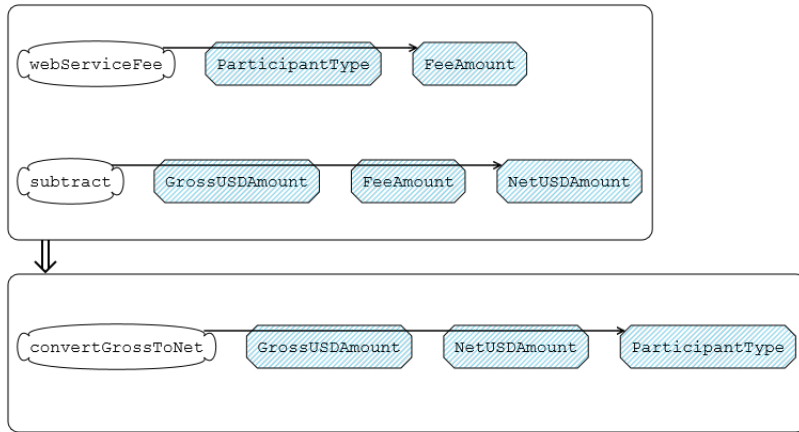 webServiceFee ParticipantType FeeAmount
subtract GrossUSDAmount FeeAmount NetUSDAmount
convertGrossToNet GrossUSDAmount NetUSDAmount ParticipantType